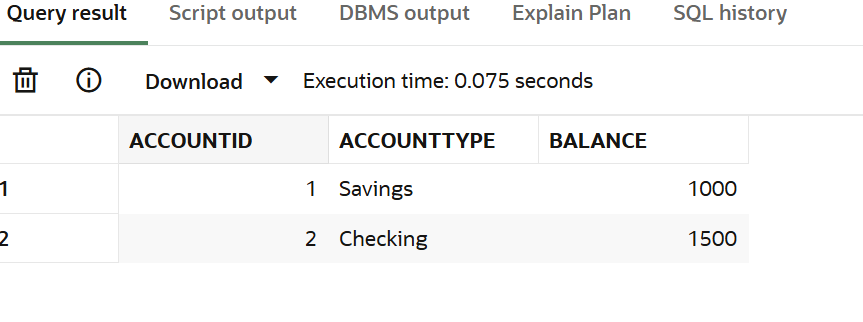 Query result Script output DBMS output Explain Plan SQL history
Download Execution time: 0.075 seconds
ACCOUNTID ACCOUNTTYPE BALANCE
1 1 Savings 1000
2 2 Checking 1500